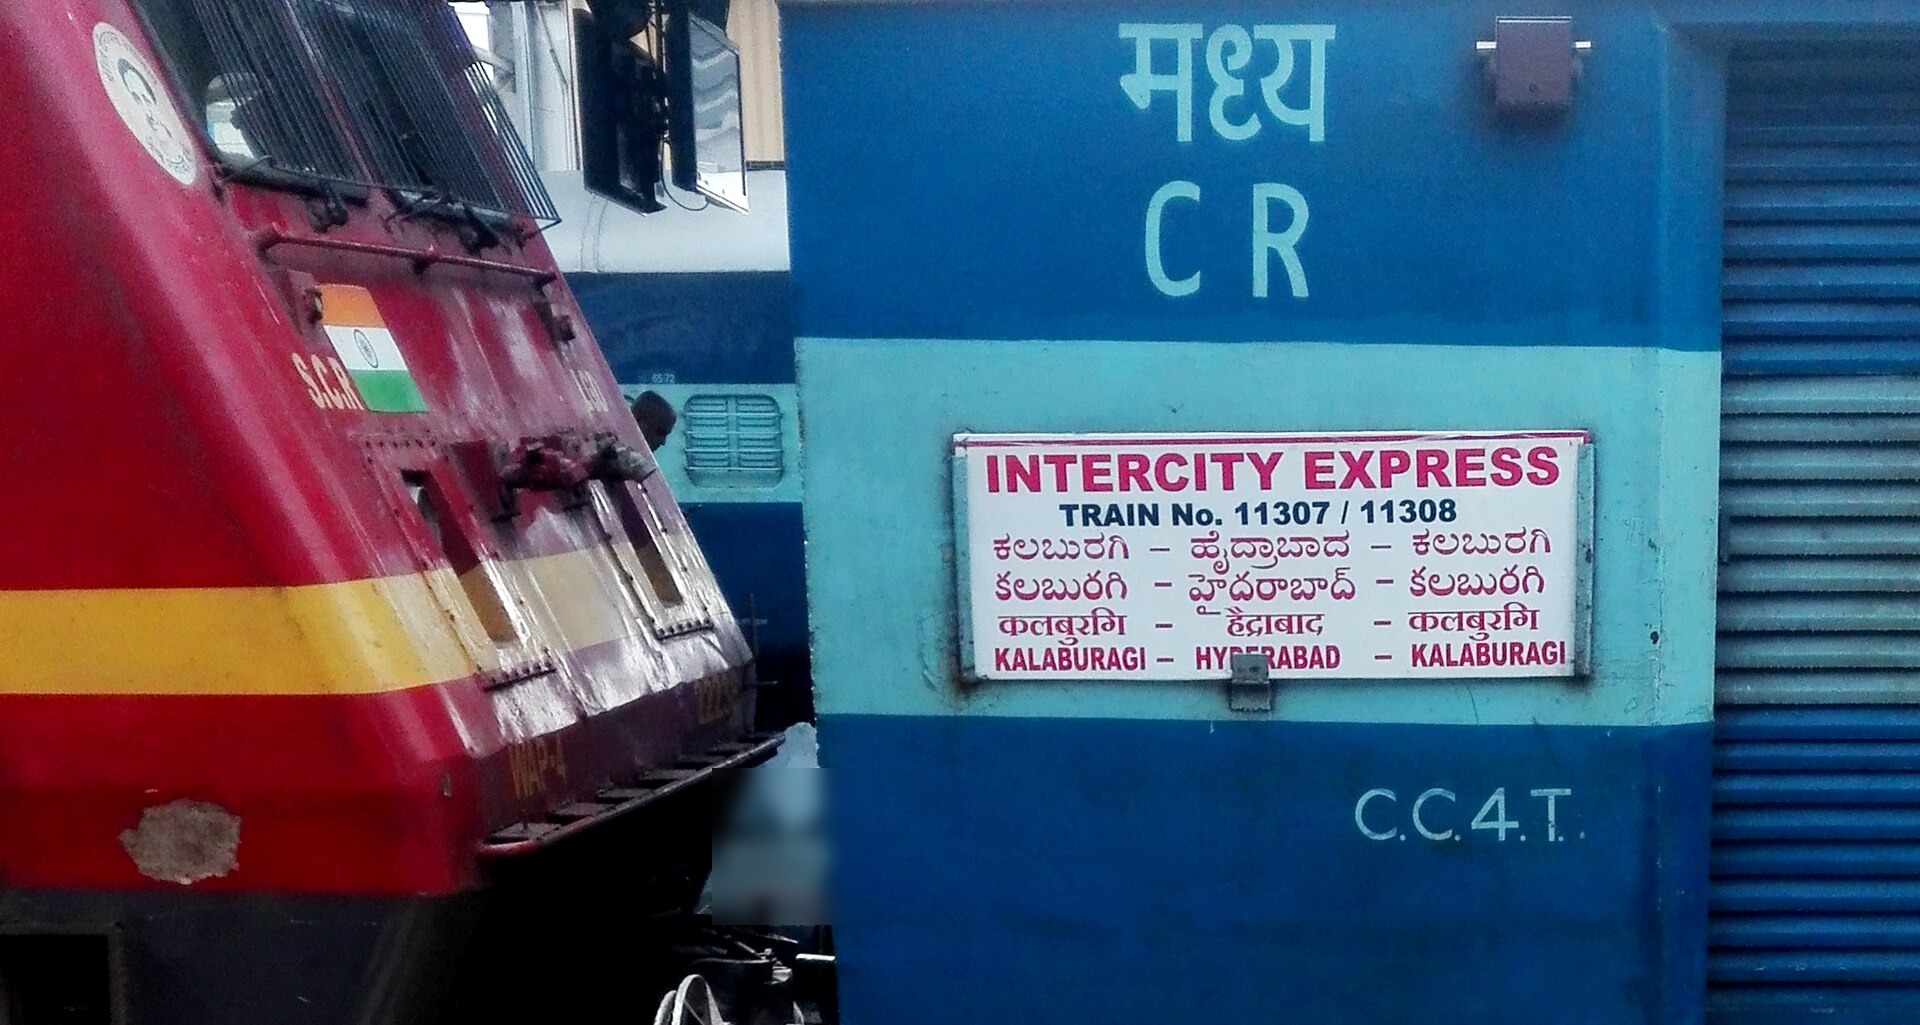 मध्य
C R
S.C.R
WAP-4
INTERCITY EXPRESS
TRAIN No. 11307 / 11308
ಕಲಬುರಗಿ – ಹೈದ್ರಾಬಾದ – ಕಲಬುರಗಿ
కలబురగి – హైదరాబాద్ – కలబురగి
कलबुरगि – हैद्राबाद – कलबुरगि
KALABURAGI – HYDERABAD – KALABURAGI
C.C.4.T.